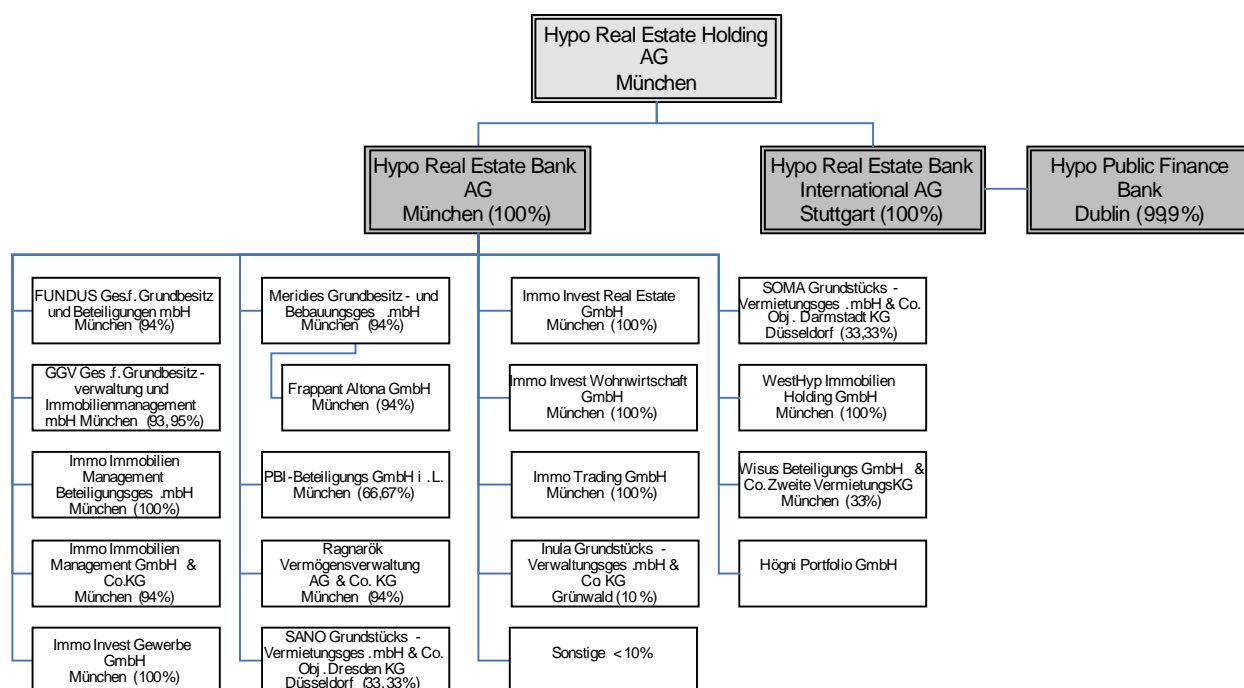 Hypo Real Estate Holding
AG
München
Hypo Real Estate Bank
AG
München (100%)
Hypo Real Estate Bank
International AG
Stuttgart (100%)
Hypo Public Finance
Bank
Dublin (99,9%)
FUNDUS Ges.f. Grundbesitz
und Beteiligungen mbH
München (94%)
GGV Ges .f. Grundbesitz -
verwaltung und
Immobilienmanagement
mbH München (93,95%)
Immo Immobilien
Management
Beteiligungsges .mbH
München (100%)
Immo Immobilien
Management GmbH &
Co.KG
München (94%)
Immo Invest Gewerbe
GmbH
München (100%)
Meridies Grundbesitz - und
Bebauungsges .mbH
München (94%)
Frappant Altona GmbH
München (94%)
PBI-Beteiligungs GmbH i .L.
München (66,67%)
Ragnarök
Vermögensverwaltung
AG & Co. KG
München (94%)
SANO Grundstücks -
Vermietungsges .mbH & Co.
Obj . Dresden KG
Düsseldorf (33,33%)
Immo Invest Real Estate
GmbH
München (100%)
Immo Invest Wohnwirtschaft
GmbH
München (100%)
Immo Trading GmbH
München (100%)
Inula Grundstücks -
Verwaltungsges .mbH &
Co KG
Grünwald (10 %)
Sonstige <10%
SOMA Grundstücks -
Vermietungsges .mbH & Co.
Obj . Darmstadt KG
Düsseldorf (33,33%)
WestHyp Immobilien
Holding GmbH
München (100%)
Wisus Beteiligungs GmbH &
Co. Zweite VermietungsKG
München (33%)
Högni Portfolio GmbH